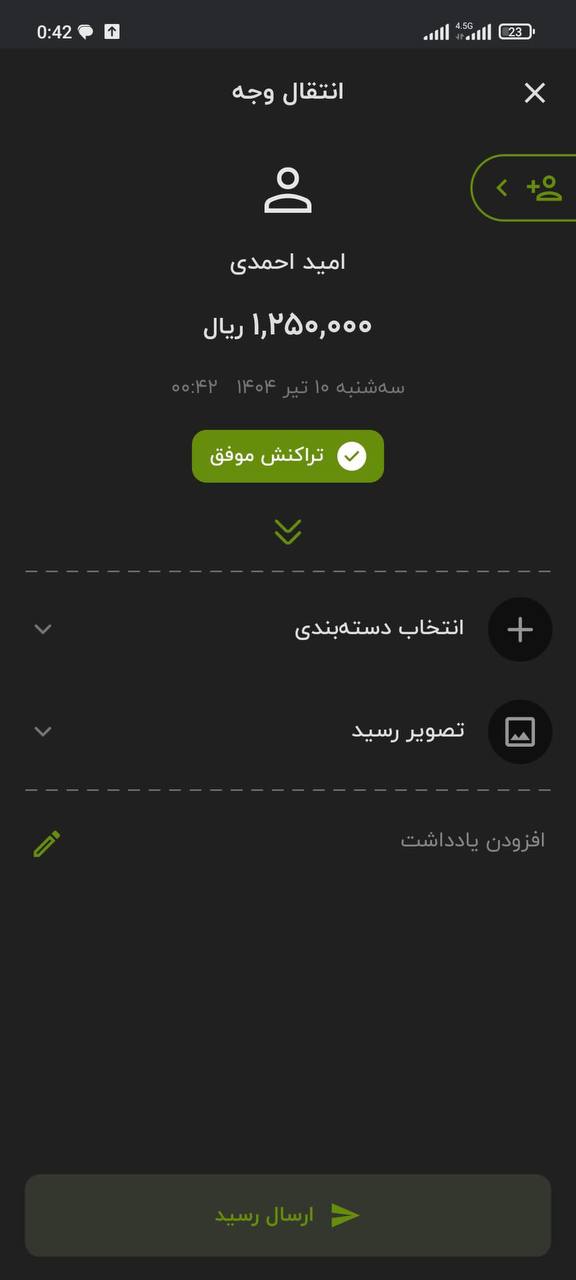 0:42 4.5G 23
انتقال وجه
امید احمدی
۱,۲۵۰,۰۰۰ ریال
سه‌شنبه ۱۰ تیر ۱۴۰۴ ۰۰:۴۲
تراکنش موفق
انتخاب دسته‌بندی
تصویر رسید
افزودن یادداشت
ارسال رسید